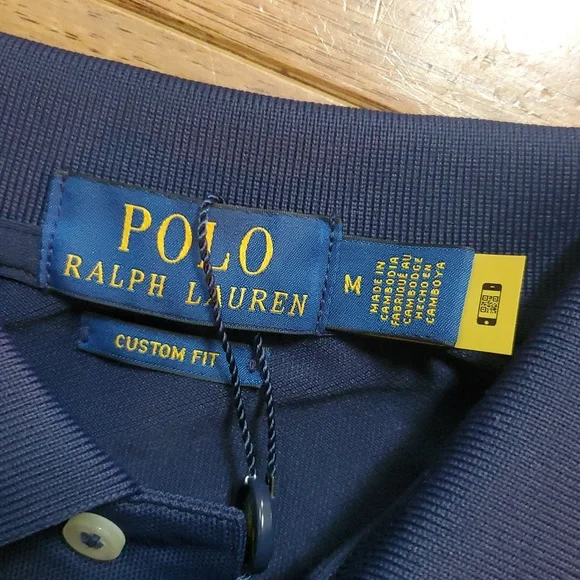 POLO
RALPH LAUREN
CUSTOM FIT
M
MADE IN
CAMBODIA
FABRIQUÉ AU
CAMBODGE
HECHO EN
CAMBOYA